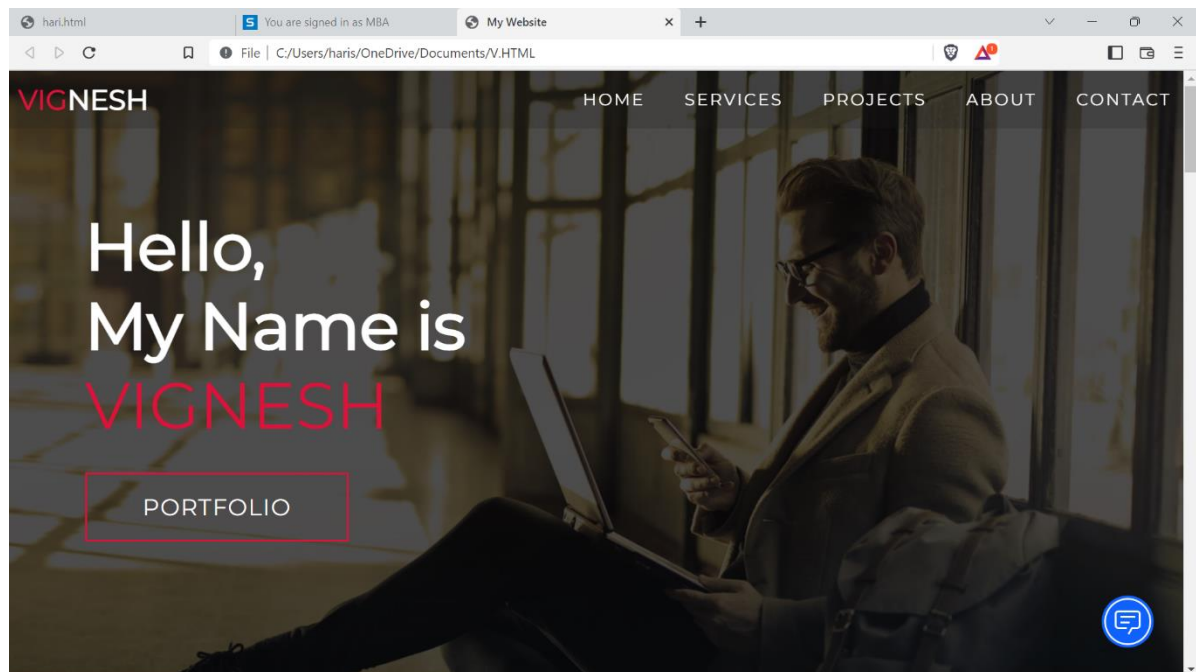 hari.html
S You are signed in as MBA
My Website
File | C:/Users/haris/OneDrive/Documents/V.HTML
VIGNESH
HOME SERVICES PROJECTS ABOUT CONTACT
Hello,
My Name is
VIGNESH
PORTFOLIO